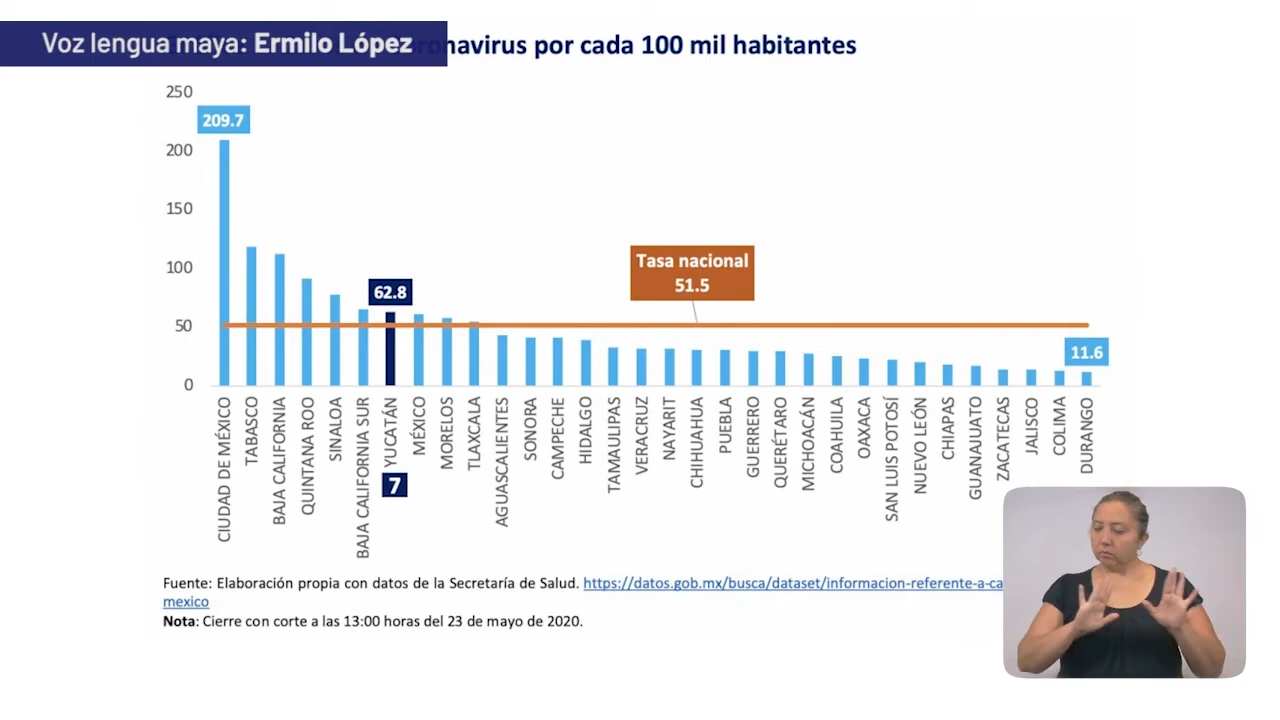 Voz lengua maya: Ermilo López
por cada 100 mil habitantes
250
209.7
200
150
100
50
0
62.8
Tasa nacional
51.5
11.6
CIUDAD DE MÉXICO
TABASCO
BAJA CALIFORNIA
QUINTANA ROO
SINALOA
BAJA CALIFORNIA SUR
YUCATÁN
7
MÉXICO
MORELOS
TLAXCALA
AGUASCALIENTES
SONORA
CAMPECHE
HIDALGO
TAMAULIPAS
VERACRUZ
NAYARIT
CHIHUAHUA
PUEBLA
GUERRERO
QUERÉTARO
MICHOACÁN
COAHUILA
OAXACA
SAN LUIS POTOSÍ
NUEVO LEÓN
CHIAPAS
GUANAJUATO
ZACATECAS
JALISCO
COLIMA
DURANGO
Fuente: Elaboración propia con datos de la Secretaría de Salud. https://datos.gob.mx/busca/dataset/informacion-referente-a-ca
mexico
Nota: Cierre con corte a las 13:00 horas del 23 de mayo de 2020.